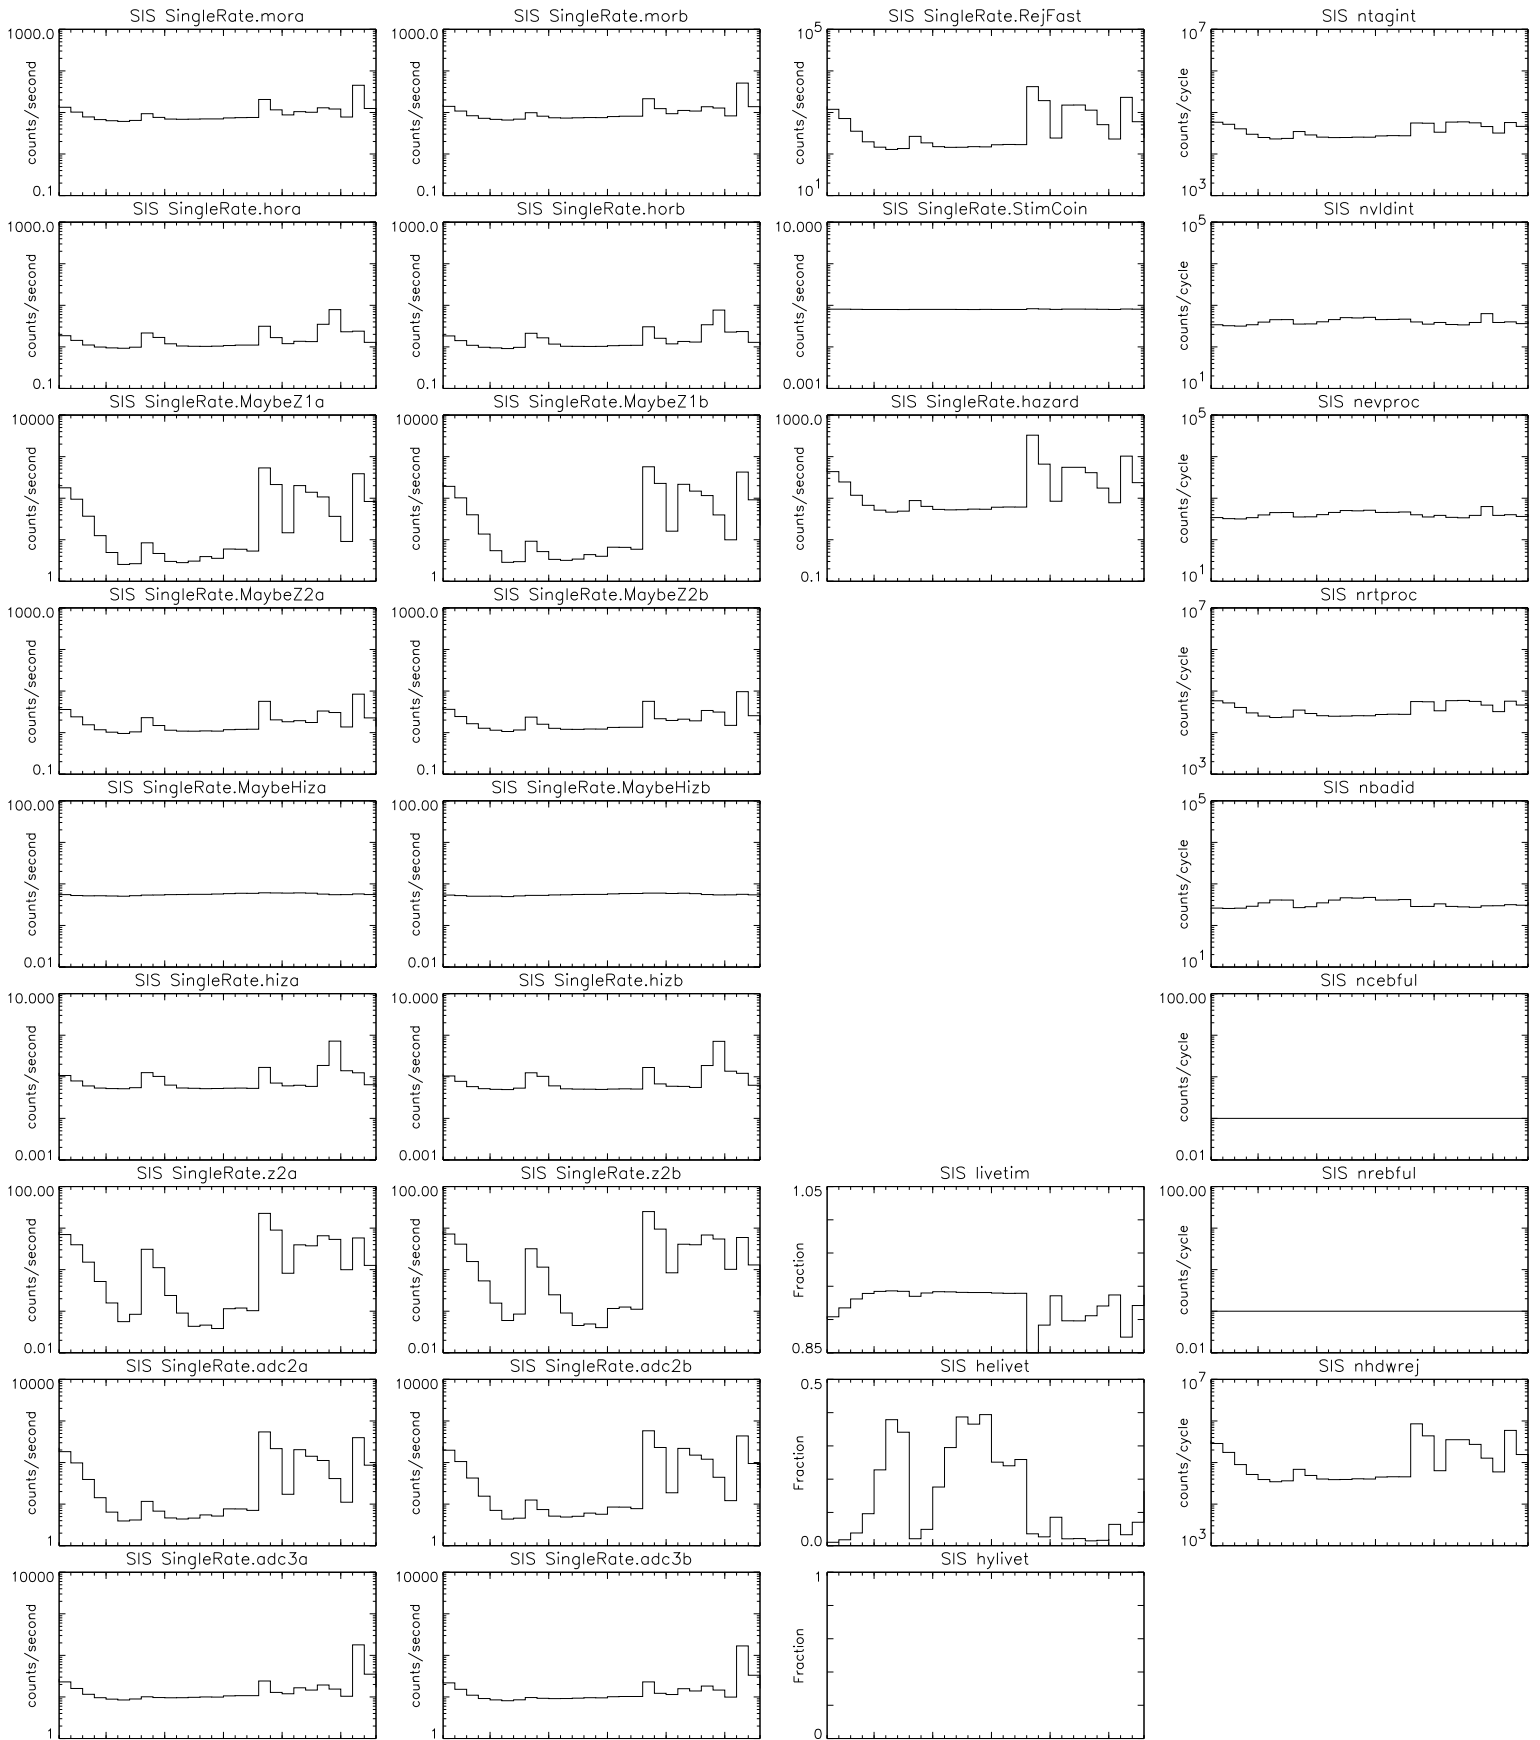 SIS SingleRate.mora
1000.0
counts/second
0.1
SIS SingleRate.morb
1000.0
counts/second
0.1
SIS SingleRate.RejFast
10^5
counts/second
10^1
SIS ntagint
10^7
counts/cycle
10^3
SIS SingleRate.hora
1000.0
counts/second
0.1
SIS SingleRate.horb
1000.0
counts/second
0.1
SIS SingleRate.StimCoin
10.000
counts/second
0.001
SIS nvldint
10^5
counts/cycle
10^1
SIS SingleRate.MaybeZ1a
10000
counts/second
1
SIS SingleRate.MaybeZ1b
10000
counts/second
1
SIS SingleRate.hazard
1000.0
counts/second
0.1
SIS nevproc
10^5
counts/cycle
10^1
SIS SingleRate.MaybeZ2a
1000.0
counts/second
0.1
SIS SingleRate.MaybeZ2b
1000.0
counts/second
0.1
SIS nrtproc
10^7
counts/cycle
10^3
SIS SingleRate.MaybeHiza
100.00
counts/second
0.01
SIS SingleRate.MaybeHizb
100.00
counts/second
0.01
SIS nbadid
10^5
counts/cycle
10^1
SIS SingleRate.hiza
10.000
counts/second
0.001
SIS SingleRate.hizb
10.000
counts/second
0.001
SIS ncebful
100.00
counts/cycle
0.01
SIS SingleRate.z2a
100.00
counts/second
0.01
SIS SingleRate.z2b
100.00
counts/second
0.01
SIS livetim
1.05
Fraction
0.85
SIS nrebful
100.00
counts/cycle
0.01
SIS SingleRate.adc2a
10000
counts/second
1
SIS SingleRate.adc2b
10000
counts/second
1
SIS helivet
0.5
Fraction
0.0
SIS nhdwrej
10^7
counts/cycle
10^3
SIS SingleRate.adc3a
10000
counts/second
1
SIS SingleRate.adc3b
10000
counts/second
1
SIS hylivet
1
Fraction
0